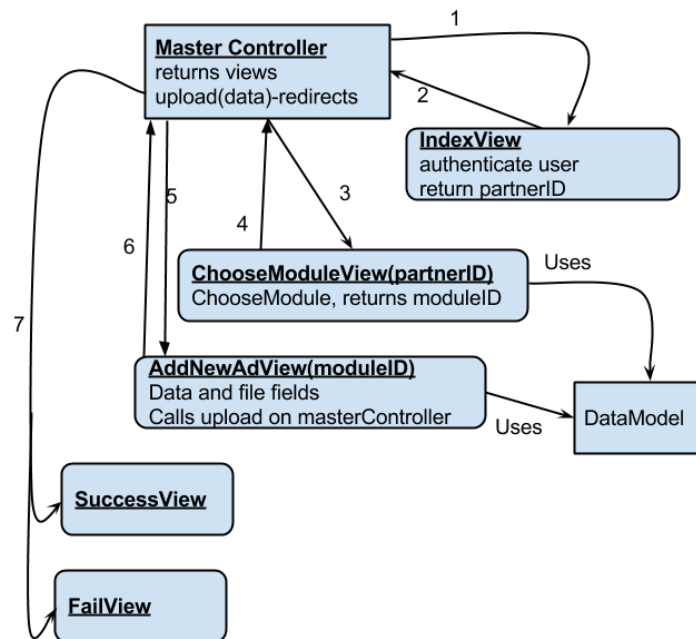 1
Master Controller
returns views
upload(data)-redirects
2
IndexView
authenticate user
return partnerID
5
3
4
6
ChooseModuleView(partnerID)
ChooseModule, returns moduleID
Uses
7
AddNewAdView(moduleID)
Data and file fields
Calls upload on masterController
Uses
DataModel
SuccessView
FailView